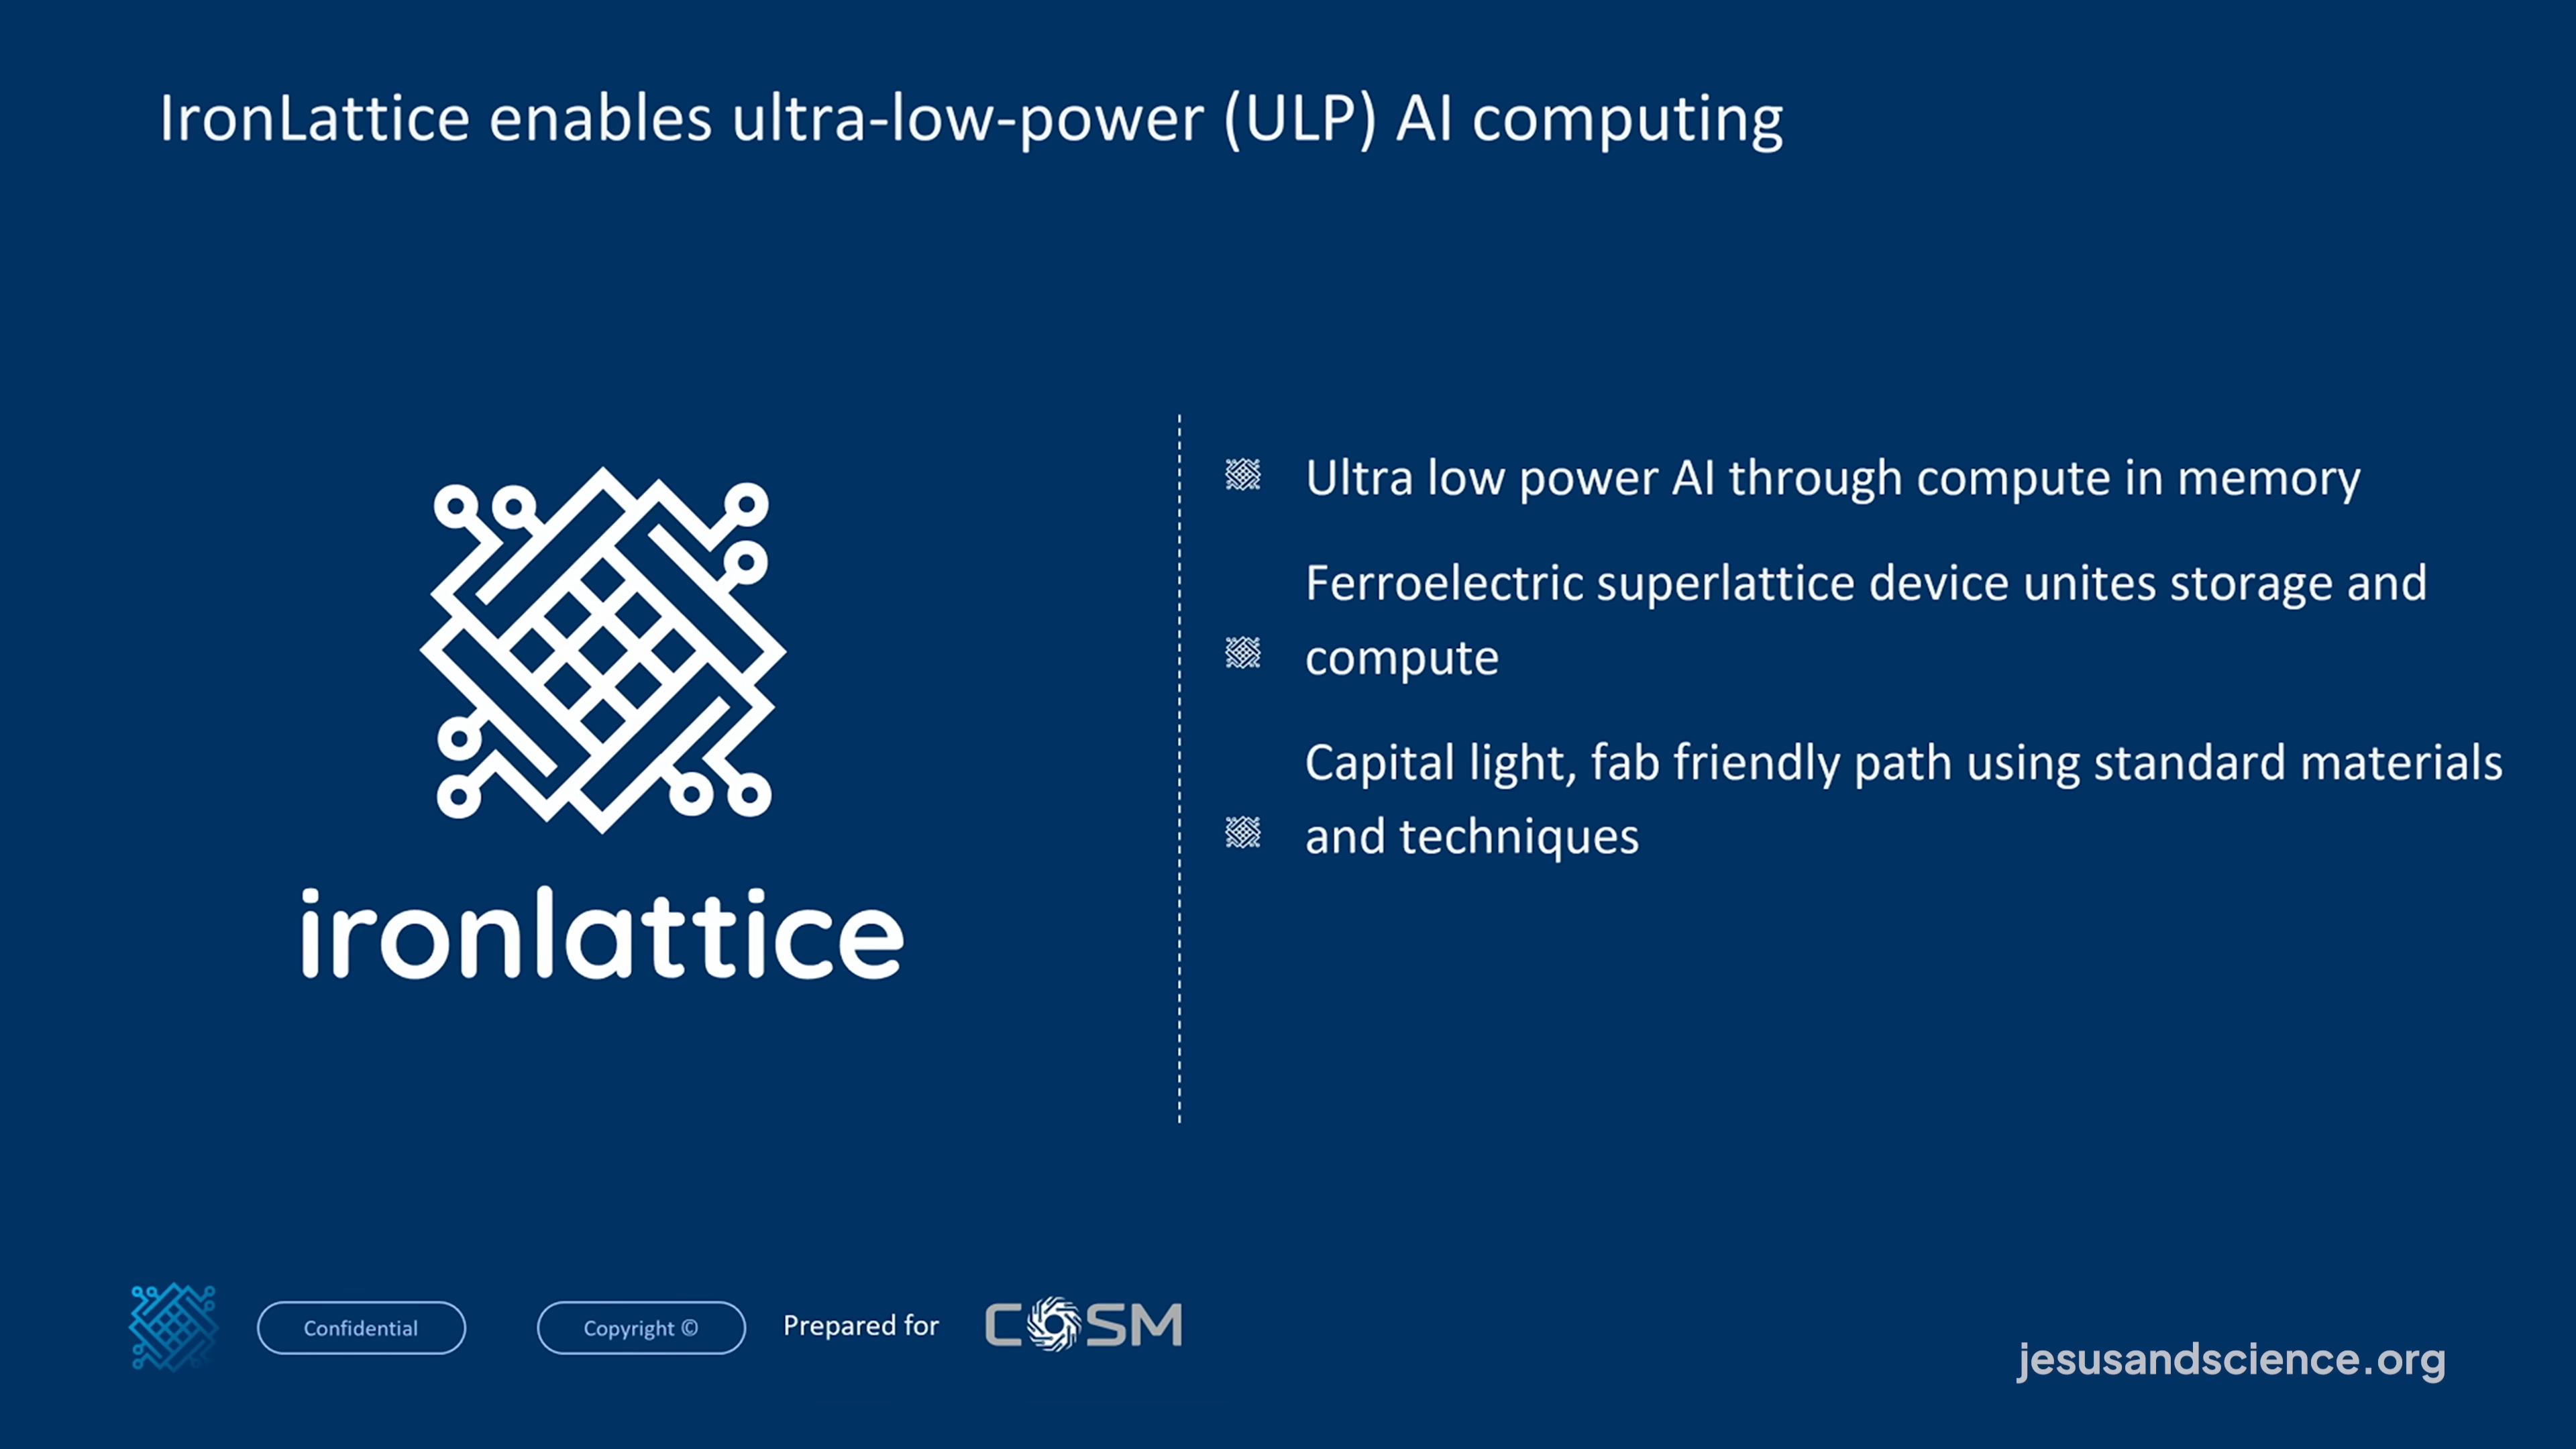 IronLattice enables ultra-low-power (ULP) AI computing
ironlattice
Ultra low power AI through compute in memory
Ferroelectric superlattice device unites storage and
compute
Capital light, fab friendly path using standard materials
and techniques
Confidential
Copyright ©
Prepared for
COSM
jesusandscience.org